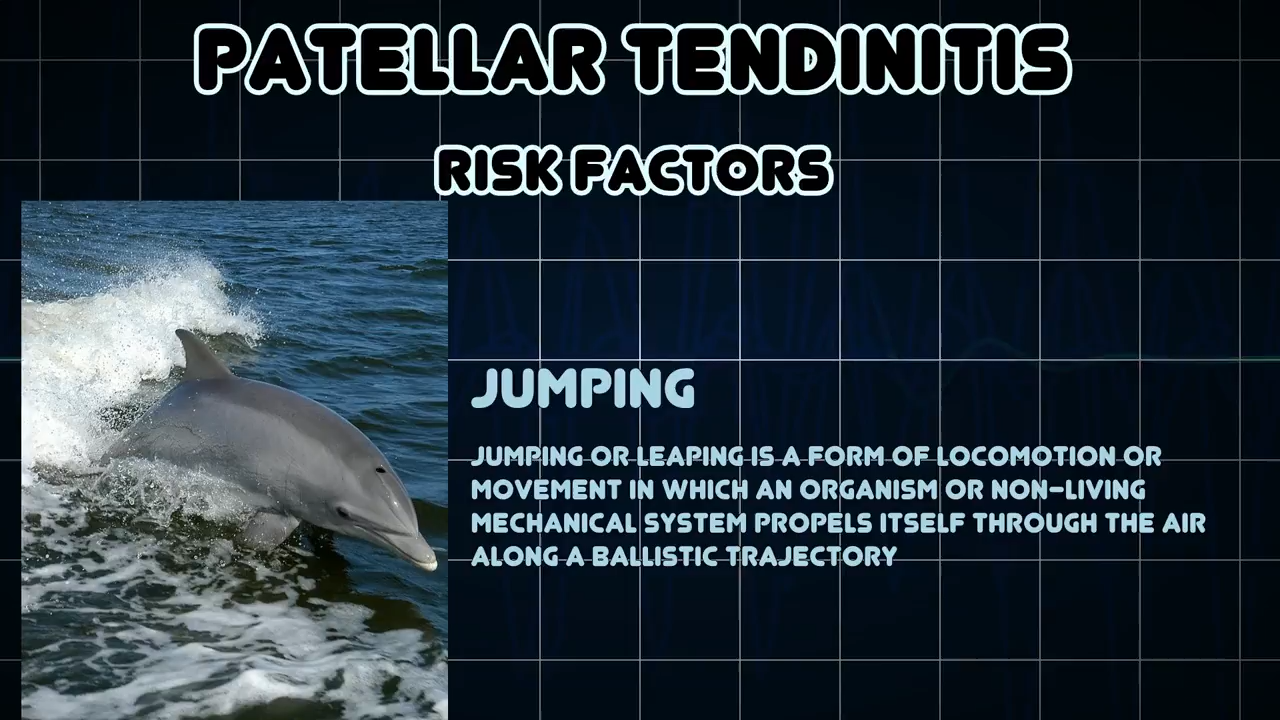 PATELLAR TENDINITIS
RISK FACTORS
JUMPING
JUMPING OR LEAPING IS A FORM OF LOCOMOTION OR
MOVEMENT IN WHICH AN ORGANISM OR NON-LIVING
MECHANICAL SYSTEM PROPELS ITSELF THROUGH THE AIR
ALONG A BALLISTIC TRAJECTORY